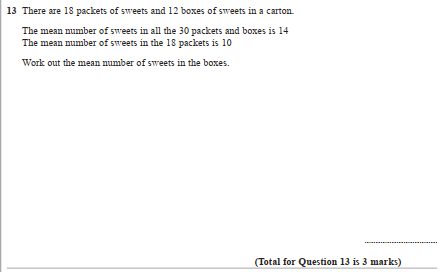 13 There are 18 packets of sweets and 12 boxes of sweets in a carton.
The mean number of sweets in all the 30 packets and boxes is 14
The mean number of sweets in the 18 packets is 10
Work out the mean number of sweets in the boxes.
(Total for Question 13 is 3 marks)